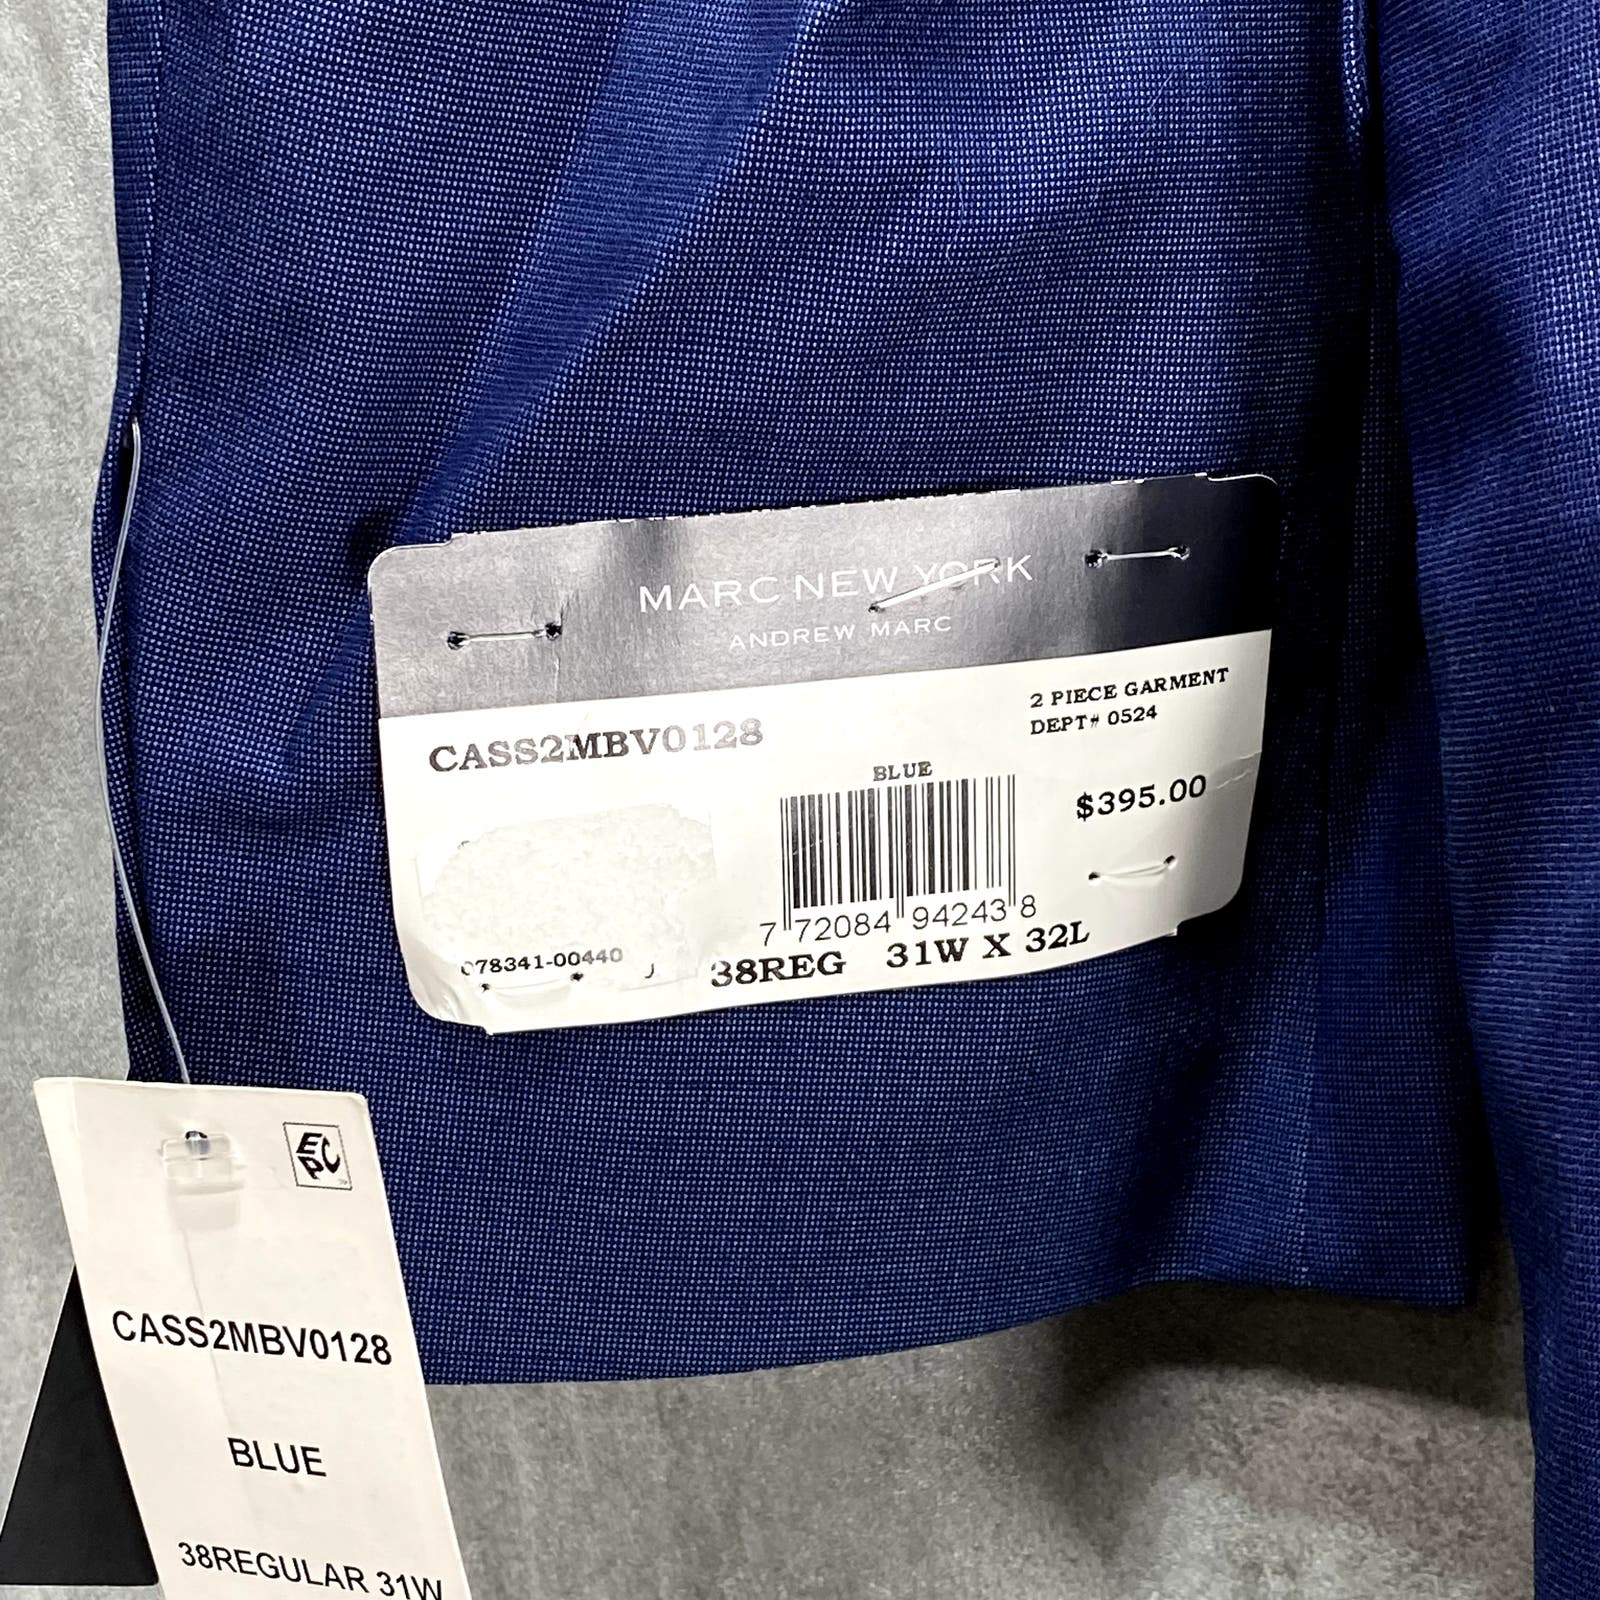 MARC NEW YORK
ANDREW MARC
2 PIECE GARMENT
DEPT# 0524
CASS2MBV0128
BLUE
$395.00
7 72084 94243 8
078341-00440
38REG 31W X 32L
EPC
CASS2MBV0128
BLUE
38REGULAR 31W